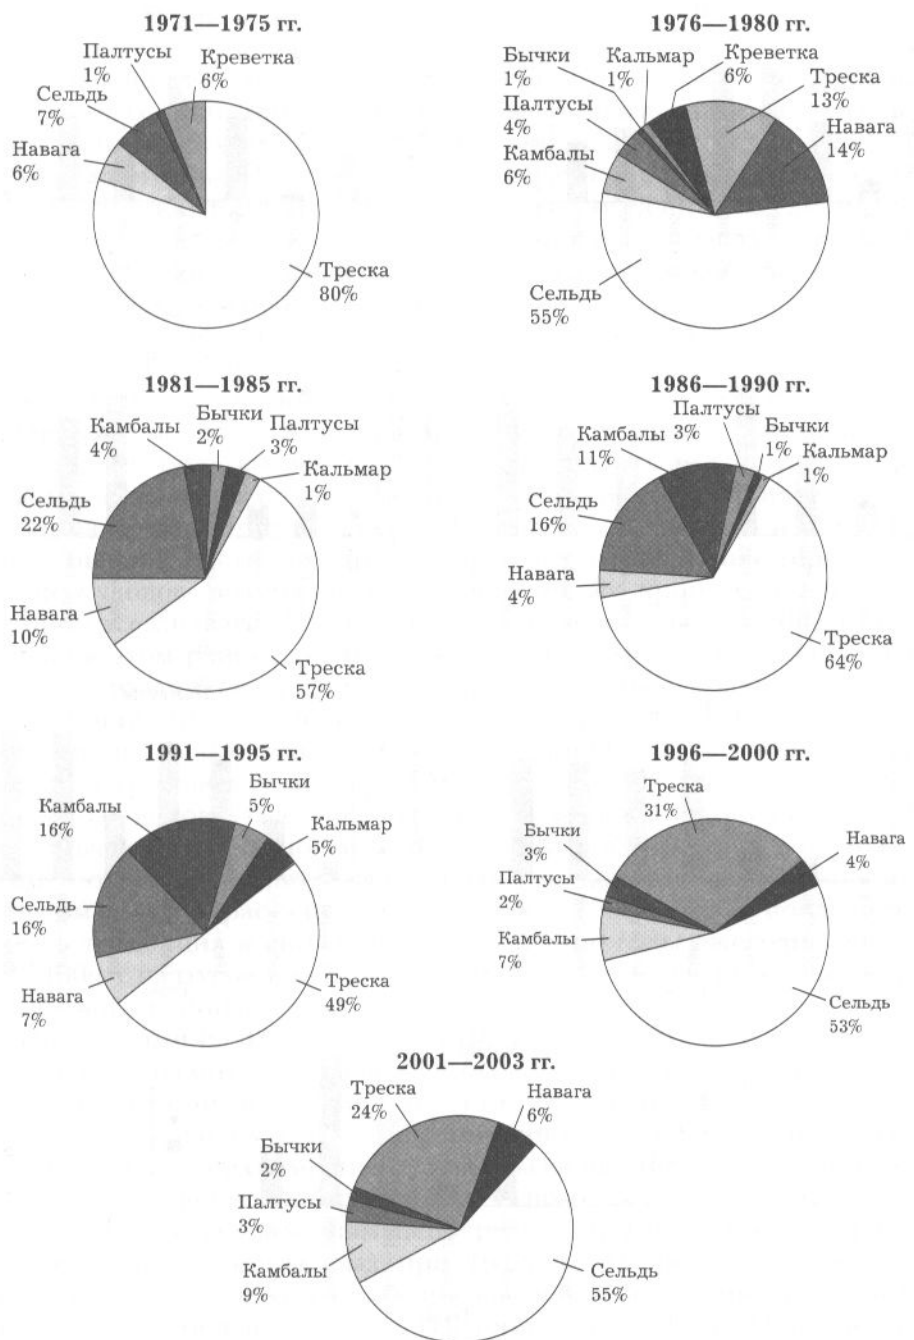 1971—1975 гг.
Палтусы
1%
Креветка
6%
Сельдь
7%
Навага
6%
Треска
80%
1976—1980 гг.
Бычки
1%
Кальмар
1%
Креветка
6%
Треска
13%
Палтусы
4%
Навага
14%
Камбалы
6%
Сельдь
55%
1981—1985 гг.
Камбалы
4%
Бычки
2%
Палтусы
3%
Кальмар
1%
Сельдь
22%
Навага
10%
Треска
57%
1986—1990 гг.
Палтусы
3%
Камбалы
11%
Бычки
1%
Кальмар
1%
Сельдь
16%
Навага
4%
Треска
64%
1991—1995 гг.
Камбалы
16%
Бычки
5%
Кальмар
5%
Сельдь
16%
Навага
7%
Треска
49%
1996—2000 гг.
Треска
31%
Бычки
3%
Навага
4%
Палтусы
2%
Камбалы
7%
Сельдь
53%
2001—2003 гг.
Треска
24%
Навага
6%
Бычки
2%
Палтусы
3%
Камбалы
9%
Сельдь
55%